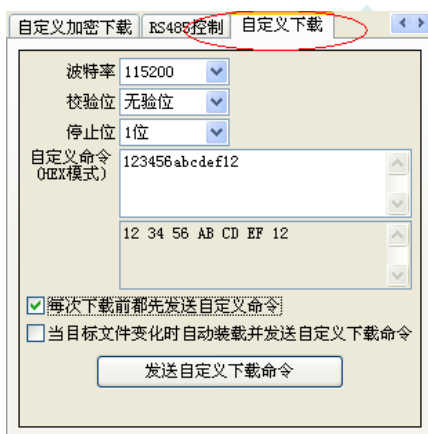 自定义加密下载 RS485控制 自定义下载
波特率 115200
校验位 无验位
停止位 1位
自定义命令
(HEX模式)
123456abcdef12
12 34 56 AB CD EF 12
每次下载前都先发送自定义命令
当目标文件变化时自动装载并发送自定义下载命令
发送自定义下载命令